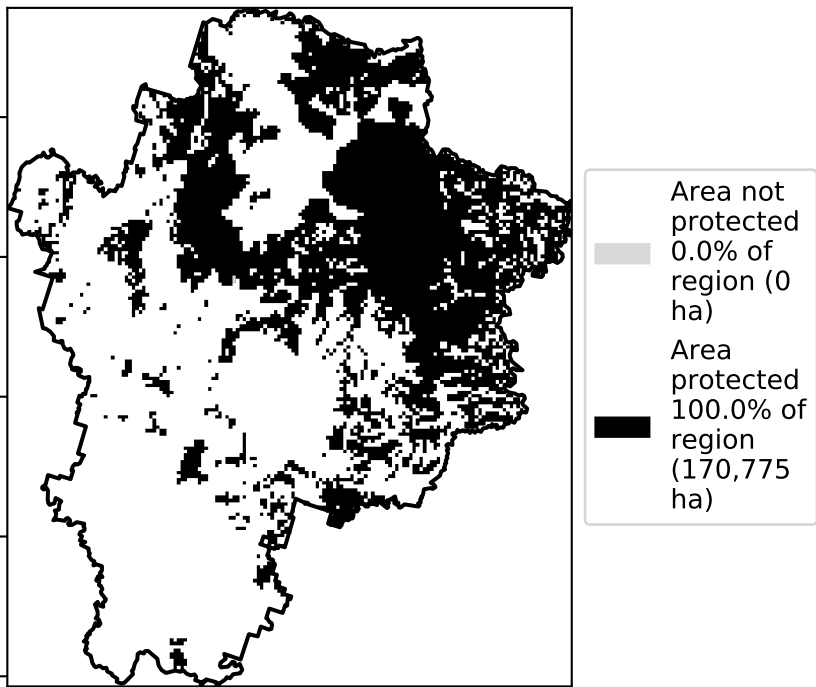 Area not
protected
0.0% of
region (0
ha)
Area
protected
100.0% of
region
(170,775
ha)